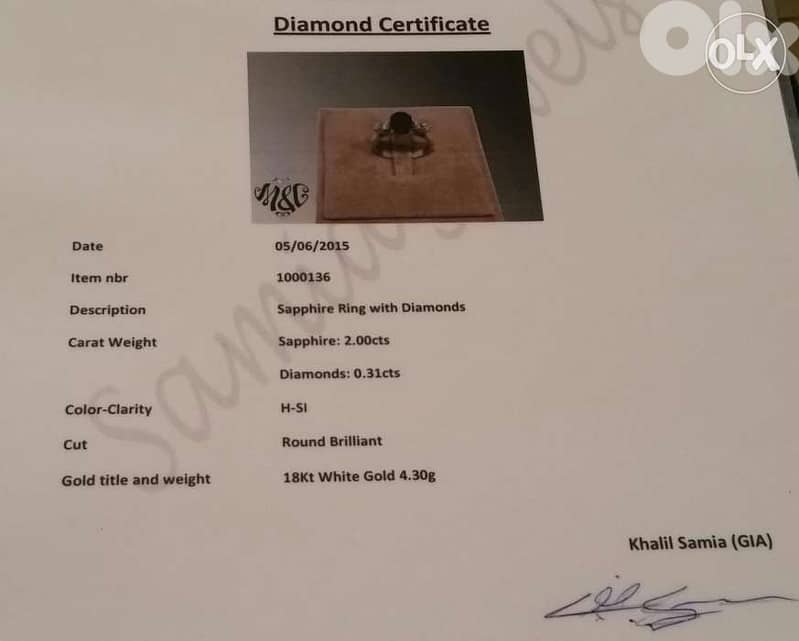 Diamond Certificate
OLX
M&G
Date 05/06/2015
Item nbr 1000136
Description Sapphire Ring with Diamonds
Carat Weight Sapphire: 2.00cts
Diamonds: 0.31cts
Color-Clarity H-SI
Cut Round Brilliant
Gold title and weight 18Kt White Gold 4.30g
Khalil Samia (GIA)
Samia Jewels